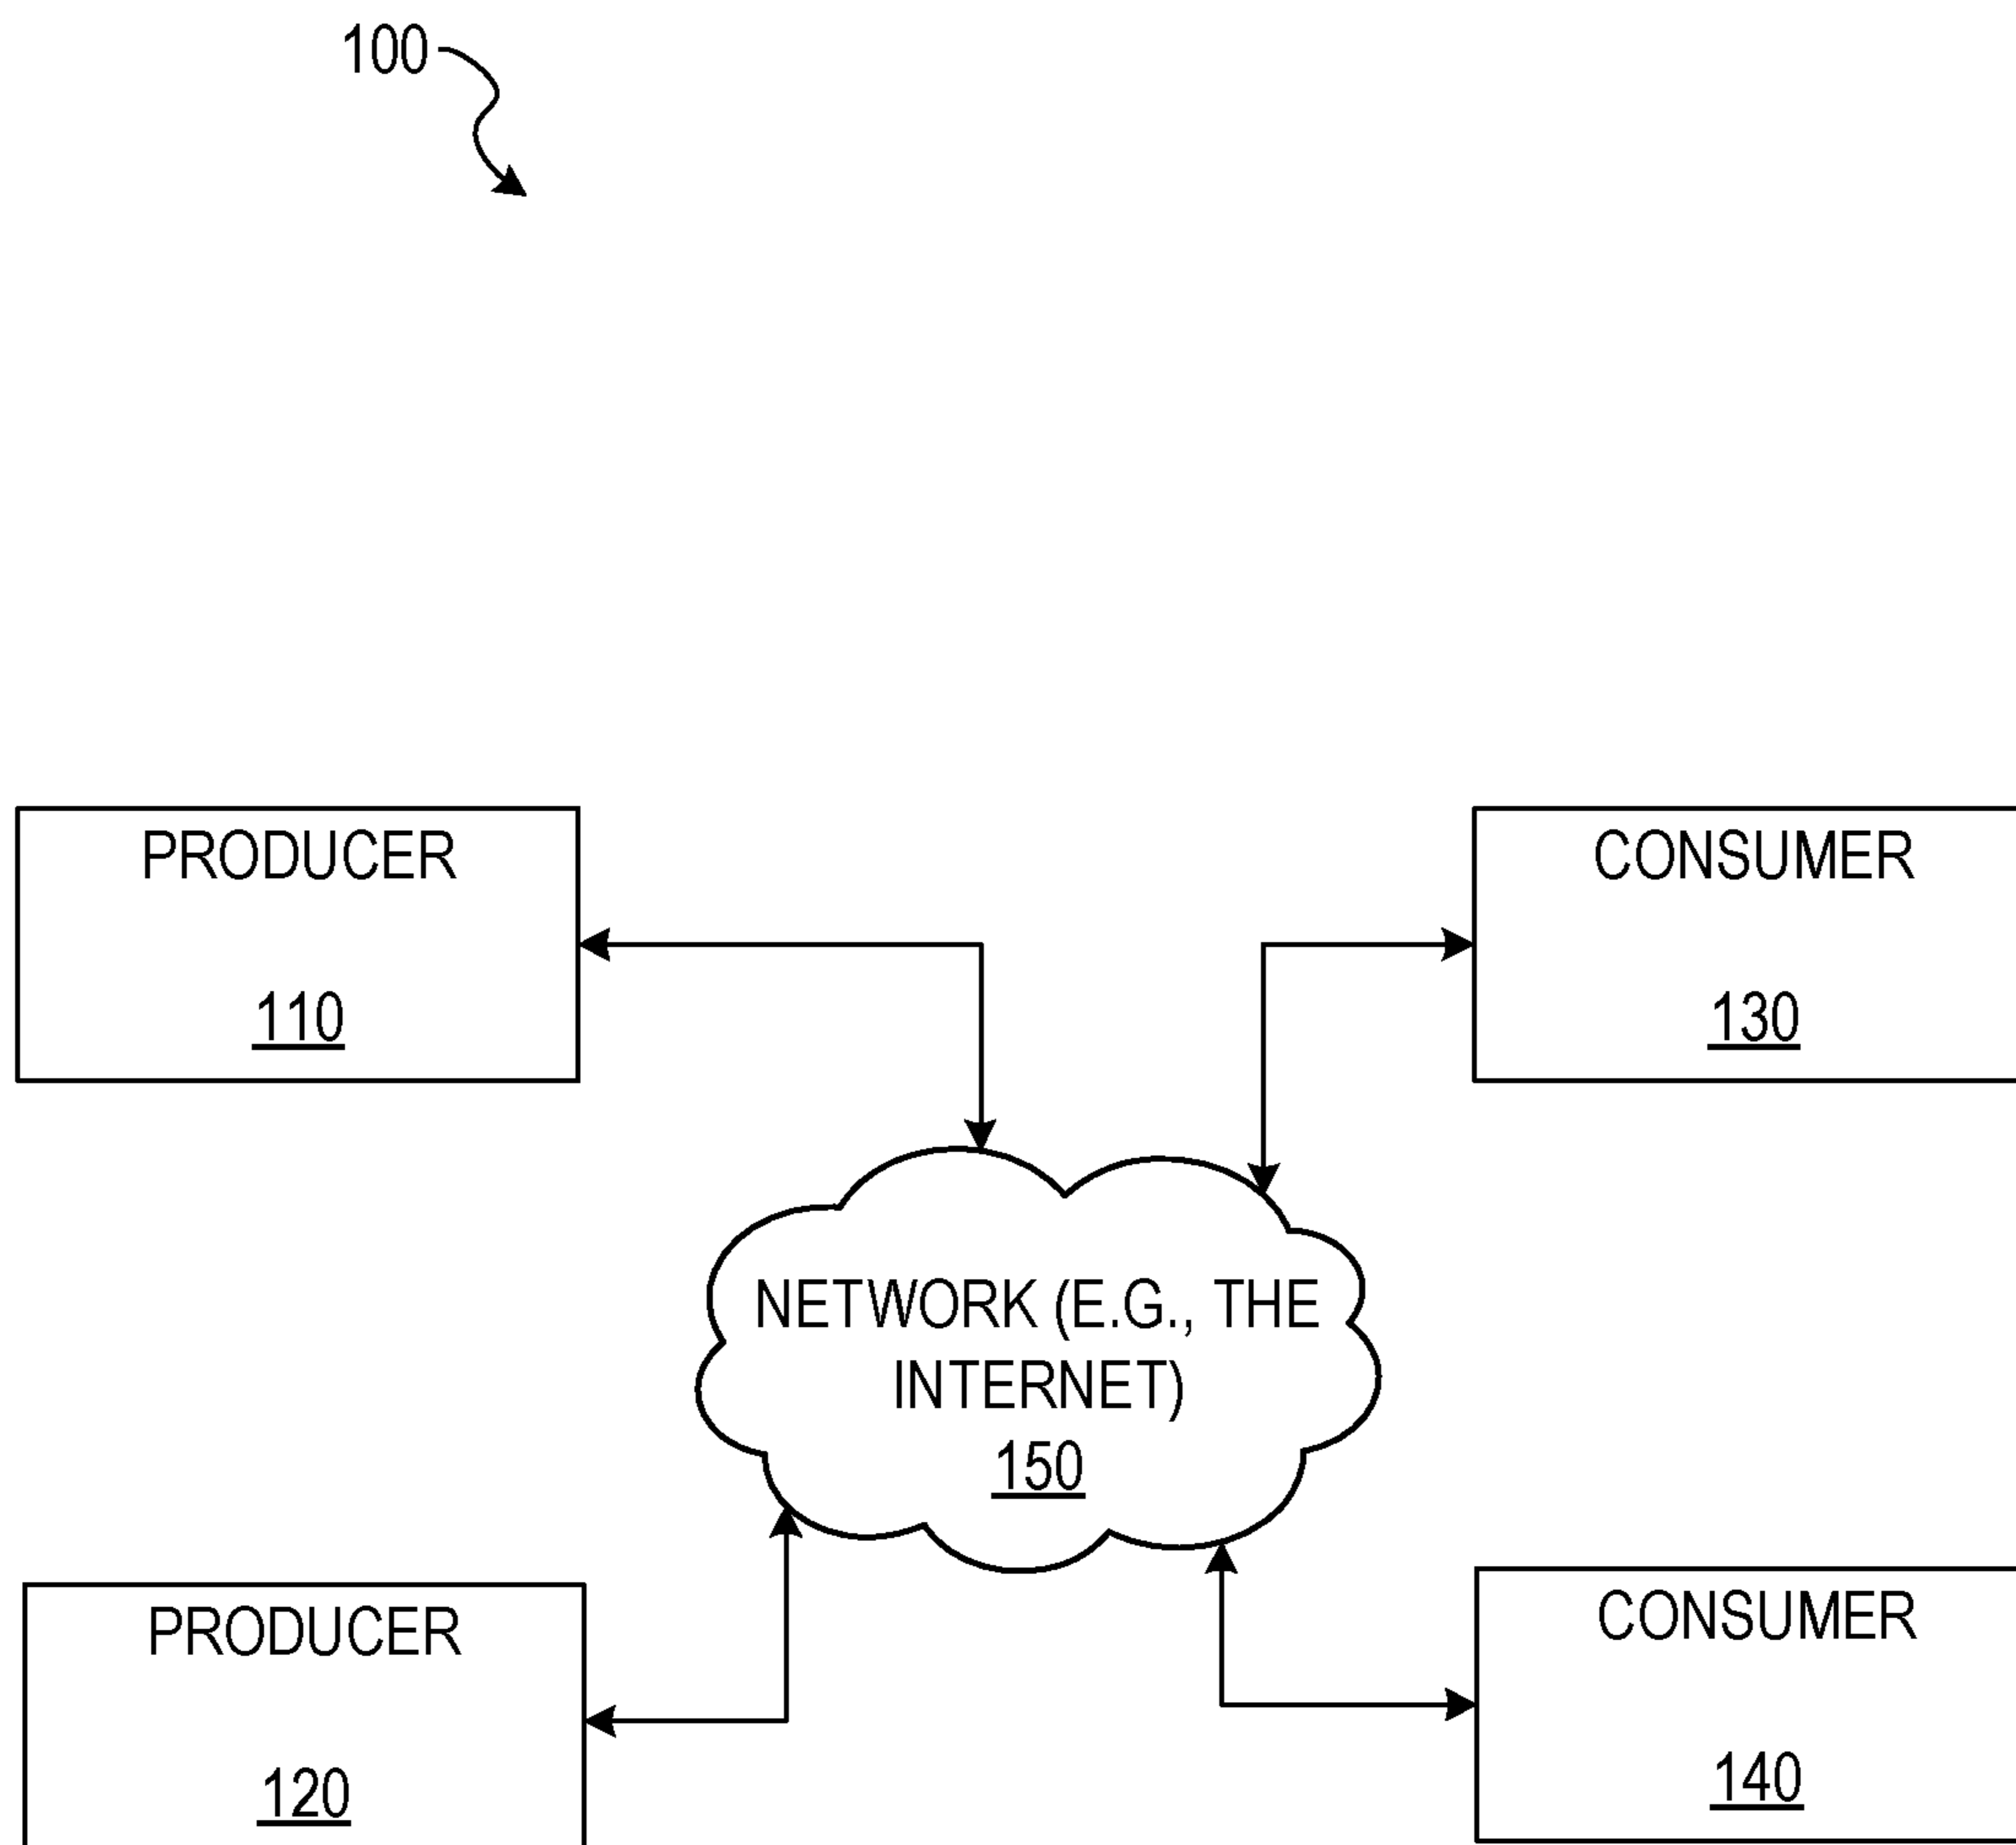 100
PRODUCER
110
CONSUMER
130
NETWORK (E.G., THE
INTERNET)
150
PRODUCER
120
CONSUMER
140